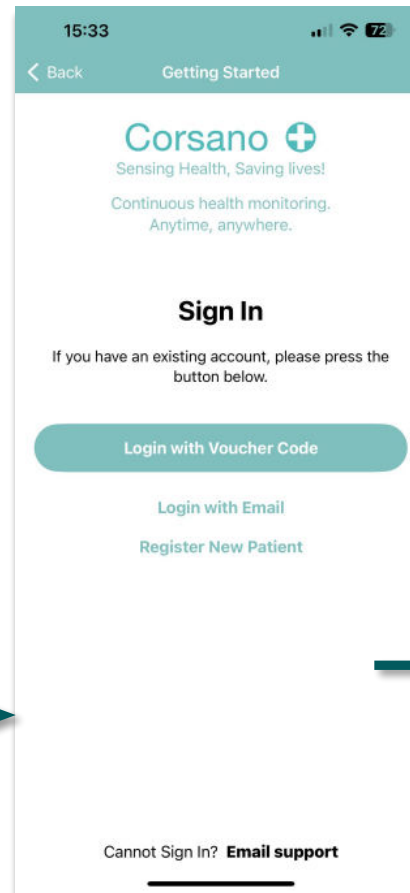 15:33
72
Back
Getting Started
Corsano
Sensing Health, Saving lives!
Continuous health monitoring.
Anytime, anywhere.
Sign In
If you have an existing account, please press the
button below.
Login with Voucher Code
Login with Email
Register New Patient
Cannot Sign In? Email support